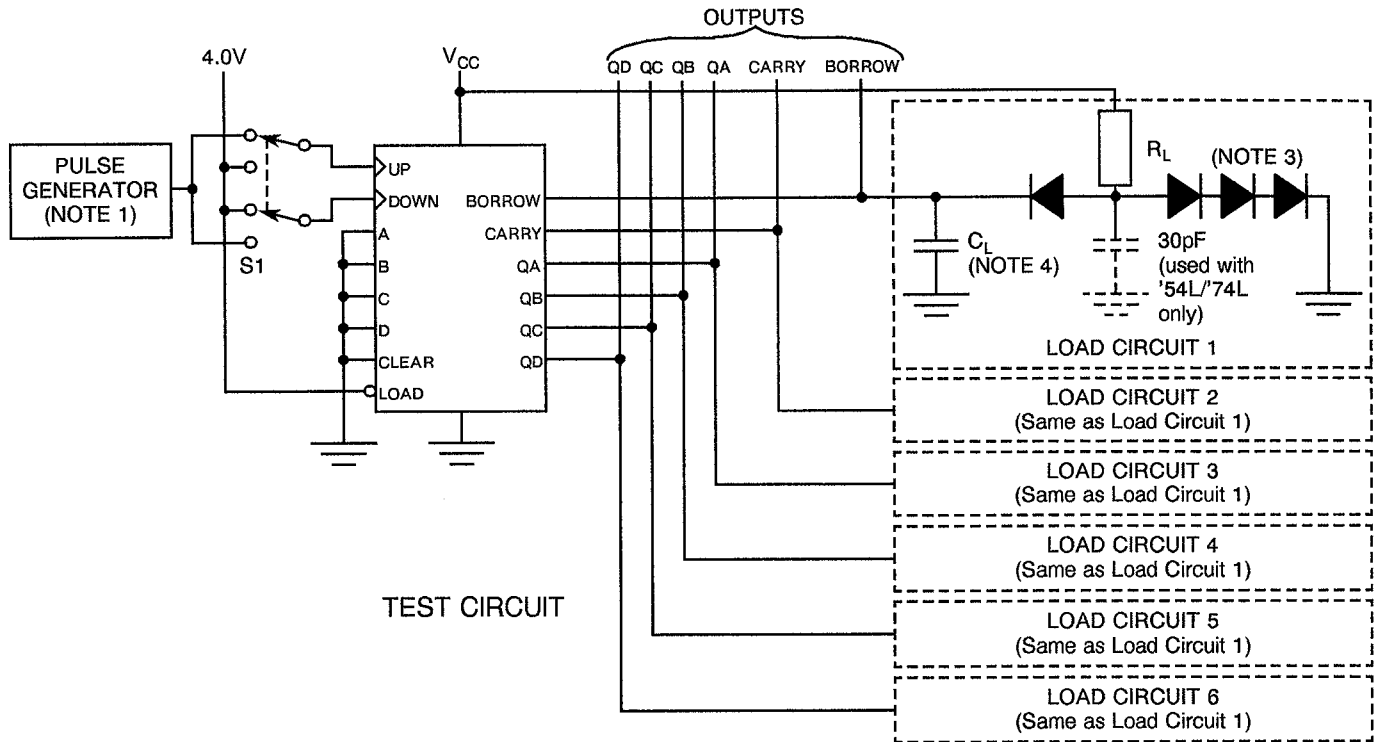 OUTPUTS
4.0V
VCC
QD QC QB QA CARRY BORROW
PULSE
GENERATOR
(NOTE 1)
S1
UP
DOWN
A
B
C
D
CLEAR
LOAD
BORROW
CARRY
QA
QB
QC
QD
RL
(NOTE 3)
CL
(NOTE 4)
30pF
(used with
'54L/'74L
only)
LOAD CIRCUIT 1
LOAD CIRCUIT 2
(Same as Load Circuit 1)
LOAD CIRCUIT 3
(Same as Load Circuit 1)
LOAD CIRCUIT 4
(Same as Load Circuit 1)
LOAD CIRCUIT 5
(Same as Load Circuit 1)
LOAD CIRCUIT 6
(Same as Load Circuit 1)
TEST CIRCUIT